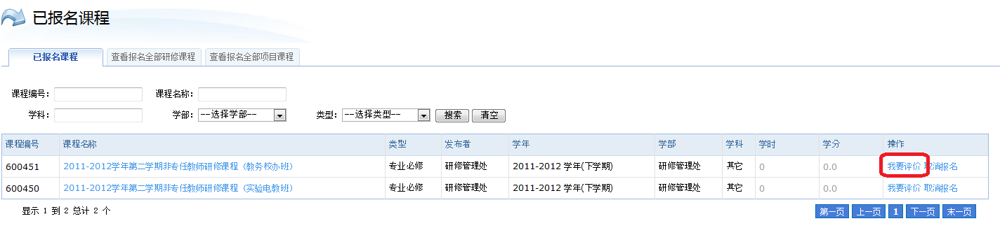 已报名课程
已报名课程 查看报名全部研修课程 查看报名全部项目课程
课程编号： 课程名称：
学科： 学部： --选择学部-- 类型： --选择类型-- 搜索 清空
课程编号 课程名称 类型 发布者 学年 学部 学科 学时 学分 操作
600451 2011-2012学年第二学期非专任教师研修课程（教务校办班） 专业必修 研修管理处 2011-2012 学年(下学期) 研修管理处 其它 0 0.0 我要评价 取消报名
600450 2011-2012学年第二学期非专任教师研修课程（实验电教班） 专业必修 研修管理处 2011-2012 学年(下学期) 研修管理处 其它 0 0.0 我要评价 取消报名
显示 1 到 2 总计 2 个 第一页 上一页 1 下一页 末一页